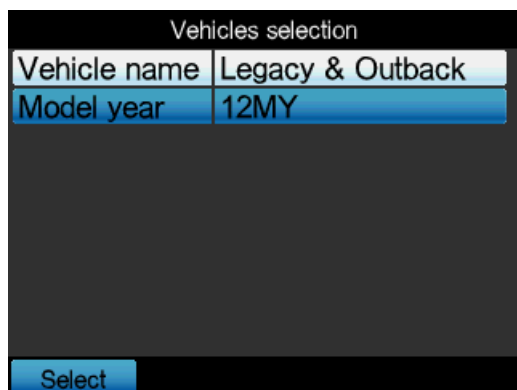 Vehicles selection
Vehicle name Legacy & Outback
Model year 12MY
Select